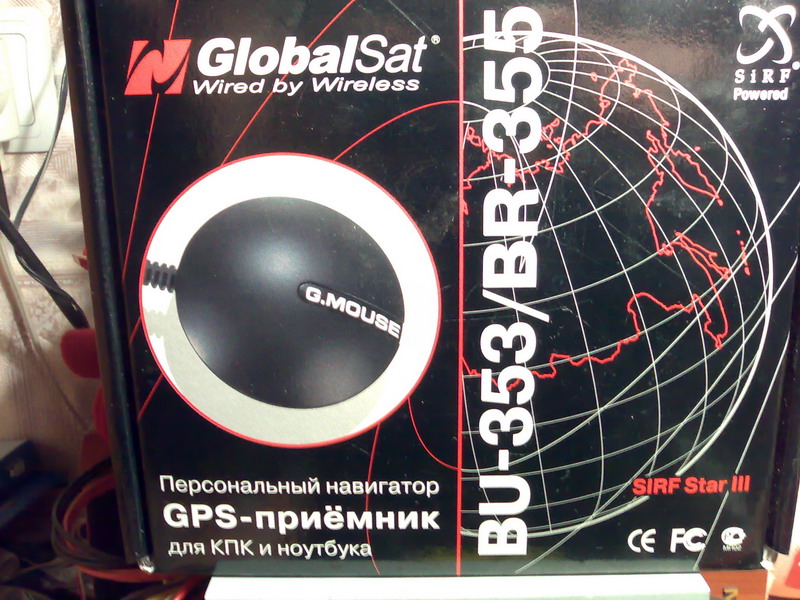 GlobalSat®
Wired by Wireless
SiRF®
Powered
BU-353/BR-355
G.MOUSE
Персональный навигатор
GPS-приёмник
для КПК и ноутбука
SIRF Star III
CE FC